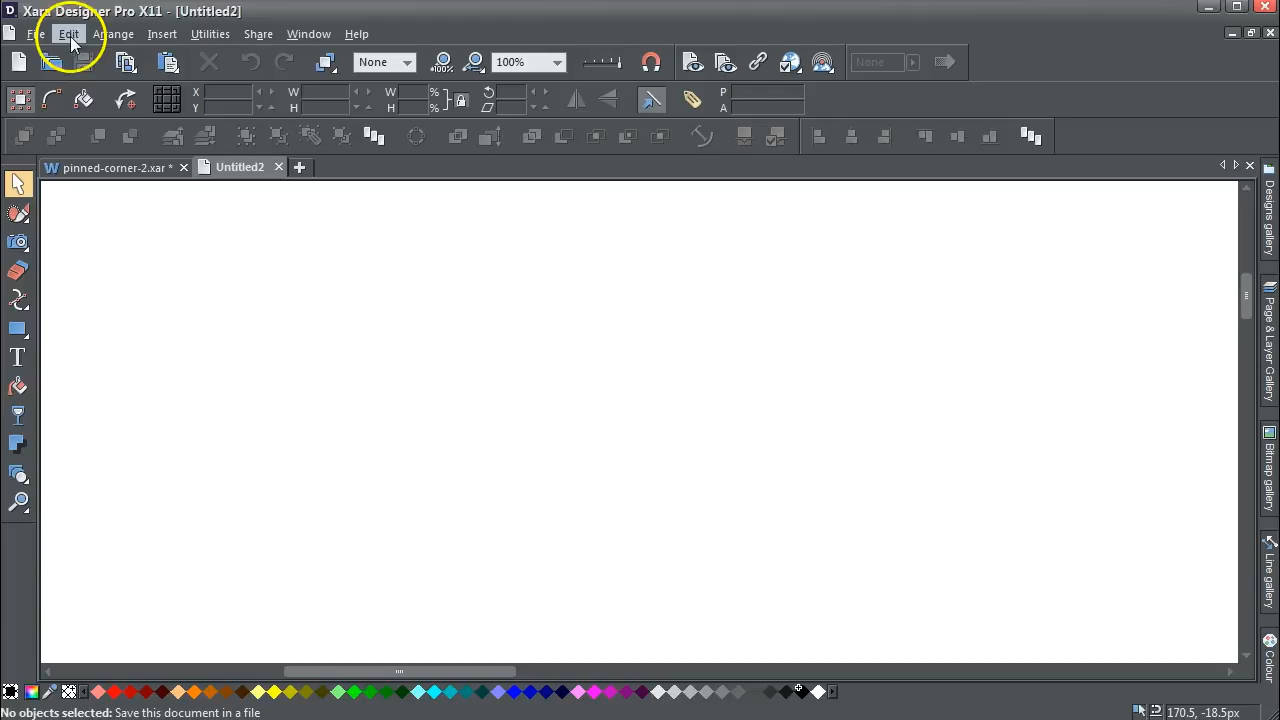 Xara Designer Pro X11 - [Untitled2]
File Edit Arrange Insert Utilities Share Window Help
None 100% None
X W W % P
Y H H % A
pinned-corner-2.xar * Untitled2
Designs gallery
Page & Layer Gallery
Bitmap gallery
Line gallery
Colour
No objects selected: Save this document in a file 170.5, -18.5px